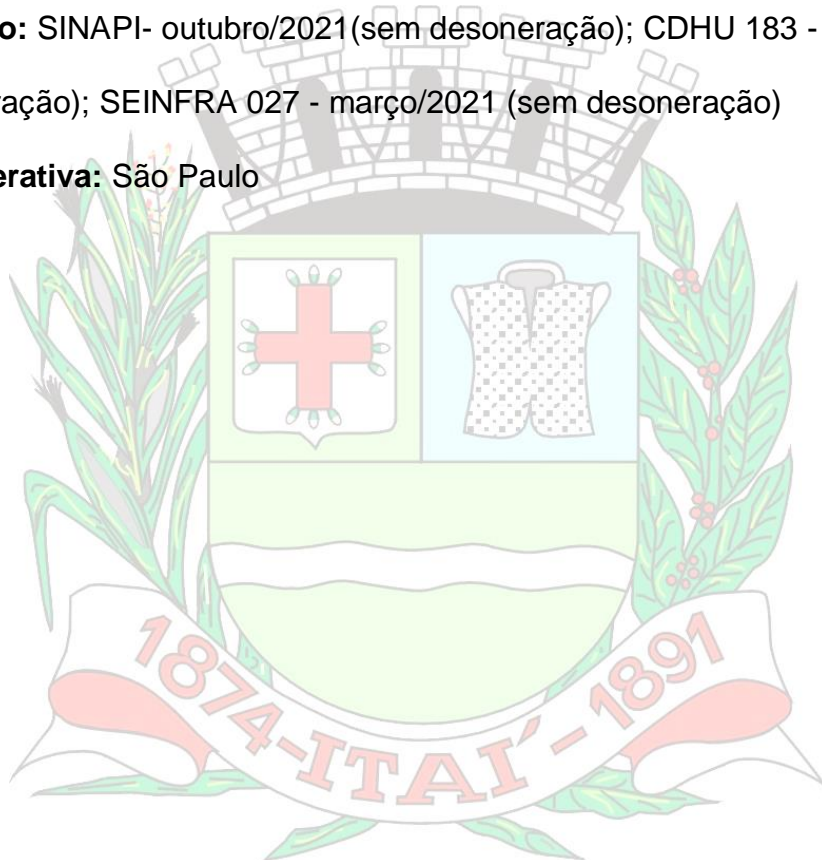 o: SINAPI- outubro/2021(sem desoneração); CDHU 183 -
ração); SEINFRA 027 - março/2021 (sem desoneração)
erativa: São Paulo
1874-ITAÍ-1891